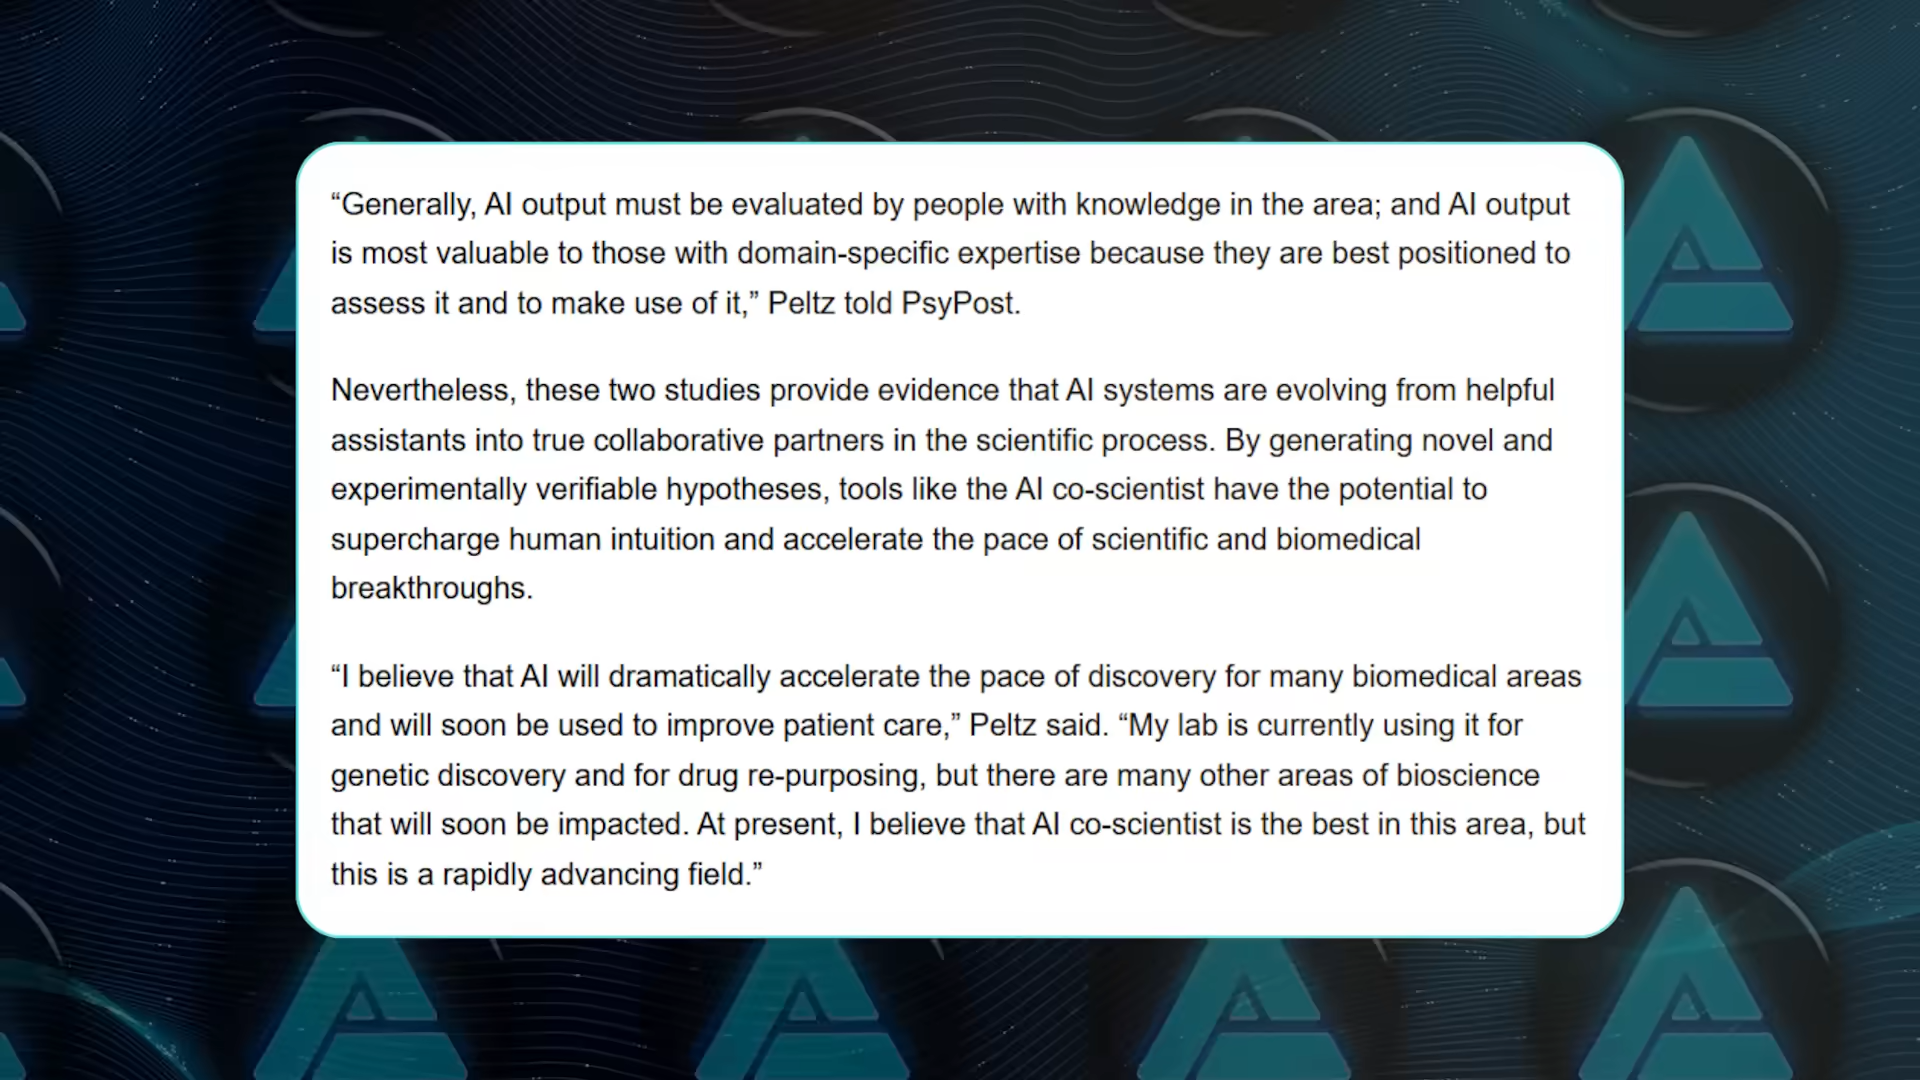 “Generally, AI output must be evaluated by people with knowledge in the area; and AI output
is most valuable to those with domain-specific expertise because they are best positioned to
assess it and to make use of it,” Peltz told PsyPost.
Nevertheless, these two studies provide evidence that AI systems are evolving from helpful
assistants into true collaborative partners in the scientific process. By generating novel and
experimentally verifiable hypotheses, tools like the AI co-scientist have the potential to
supercharge human intuition and accelerate the pace of scientific and biomedical
breakthroughs.
“I believe that AI will dramatically accelerate the pace of discovery for many biomedical areas
and will soon be used to improve patient care,” Peltz said. “My lab is currently using it for
genetic discovery and for drug re-purposing, but there are many other areas of bioscience
that will soon be impacted. At present, I believe that AI co-scientist is the best in this area, but
this is a rapidly advancing field.”